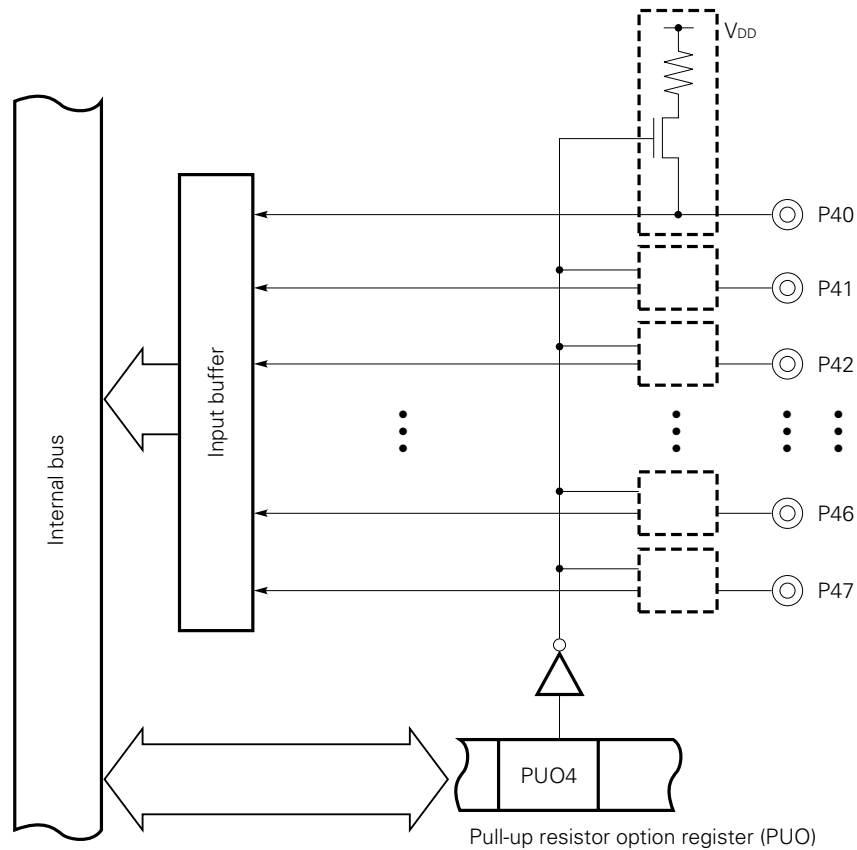 VDD
P40
P41
P42
Input buffer
Internal bus
P46
P47
PUO4
Pull-up resistor option register (PUO)